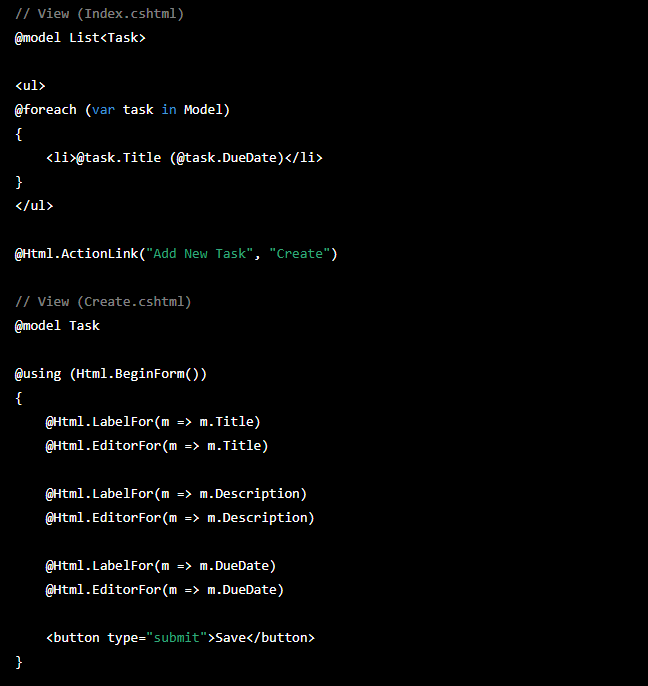 // View (Index.cshtml)
@model List<Task>

<ul>
@foreach (var task in Model)
{
    <li>@task.Title (@task.DueDate)</li>
}
</ul>

@Html.ActionLink("Add New Task", "Create")

// View (Create.cshtml)
@model Task

@using (Html.BeginForm())
{
    @Html.LabelFor(m => m.Title)
    @Html.EditorFor(m => m.Title)

    @Html.LabelFor(m => m.Description)
    @Html.EditorFor(m => m.Description)

    @Html.LabelFor(m => m.DueDate)
    @Html.EditorFor(m => m.DueDate)

    <button type="submit">Save</button>
}